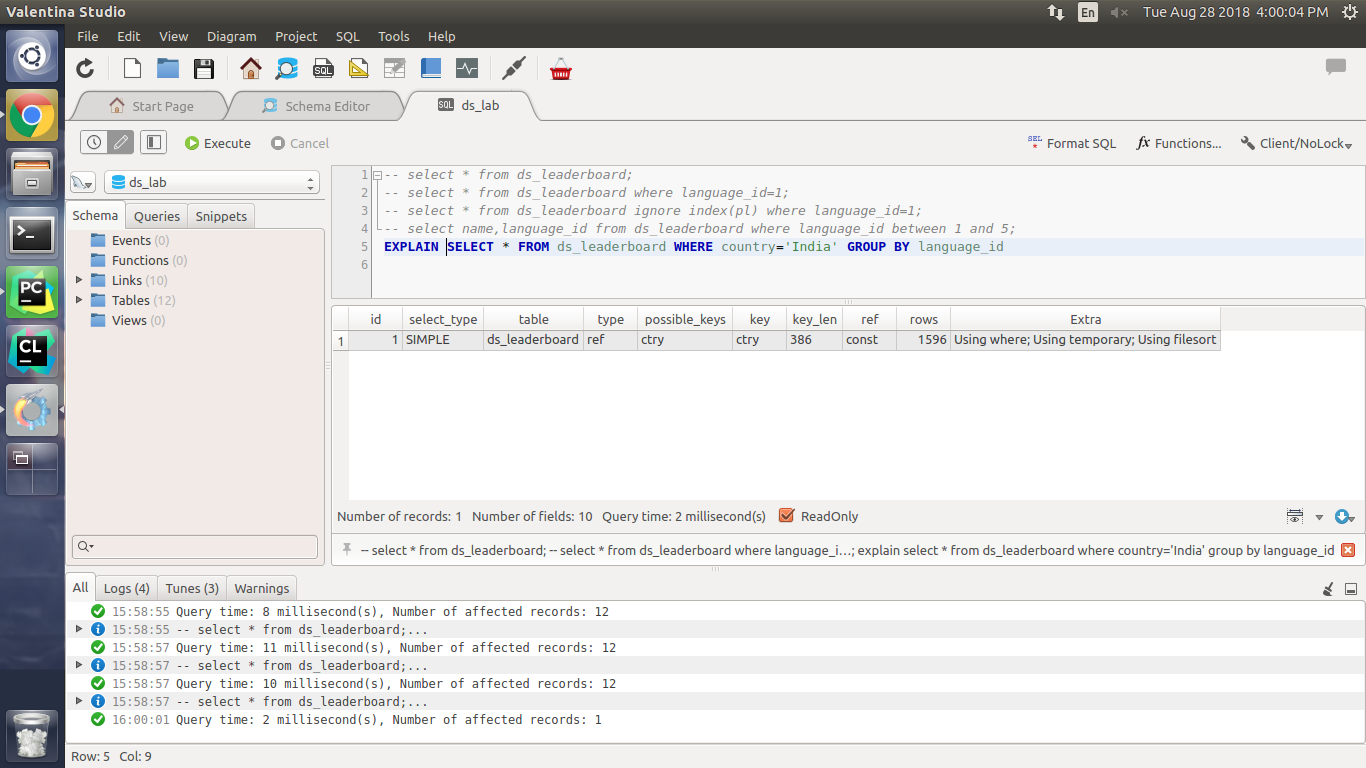 Valentina Studio
En
Tue Aug 28 2018 4:00:04 PM
File Edit View Diagram Project SQL Tools Help
SQL
Start Page
Schema Editor
SQL ds_lab
Execute
Cancel
SEL Format SQL
fx Functions...
Client/NoLock
ds_lab
Schema Queries Snippets
Events (0)
Functions (0)
Links (10)
Tables (12)
Views (0)
1 -- select * from ds_leaderboard;
2 -- select * from ds_leaderboard where language_id=1;
3 -- select * from ds_leaderboard ignore index(pl) where language_id=1;
4 -- select name,language_id from ds_leaderboard where language_id between 1 and 5;
5 EXPLAIN SELECT * FROM ds_leaderboard WHERE country='India' GROUP BY language_id
6
id select_type table type possible_keys key key_len ref rows Extra
1 1 SIMPLE ds_leaderboard ref ctry ctry 386 const 1596 Using where; Using temporary; Using filesort
Number of records: 1 Number of fields: 10 Query time: 2 millisecond(s) ReadOnly
-- select * from ds_leaderboard; -- select * from ds_leaderboard where language_i...; explain select * from ds_leaderboard where country='India' group by language_id
PC
CL
All Logs (4) Tunes (3) Warnings
15:58:55 Query time: 8 millisecond(s), Number of affected records: 12
15:58:55 -- select * from ds_leaderboard;...
15:58:57 Query time: 11 millisecond(s), Number of affected records: 12
15:58:57 -- select * from ds_leaderboard;...
15:58:57 Query time: 10 millisecond(s), Number of affected records: 12
15:58:57 -- select * from ds_leaderboard;...
16:00:01 Query time: 2 millisecond(s), Number of affected records: 1
Row: 5 Col: 9